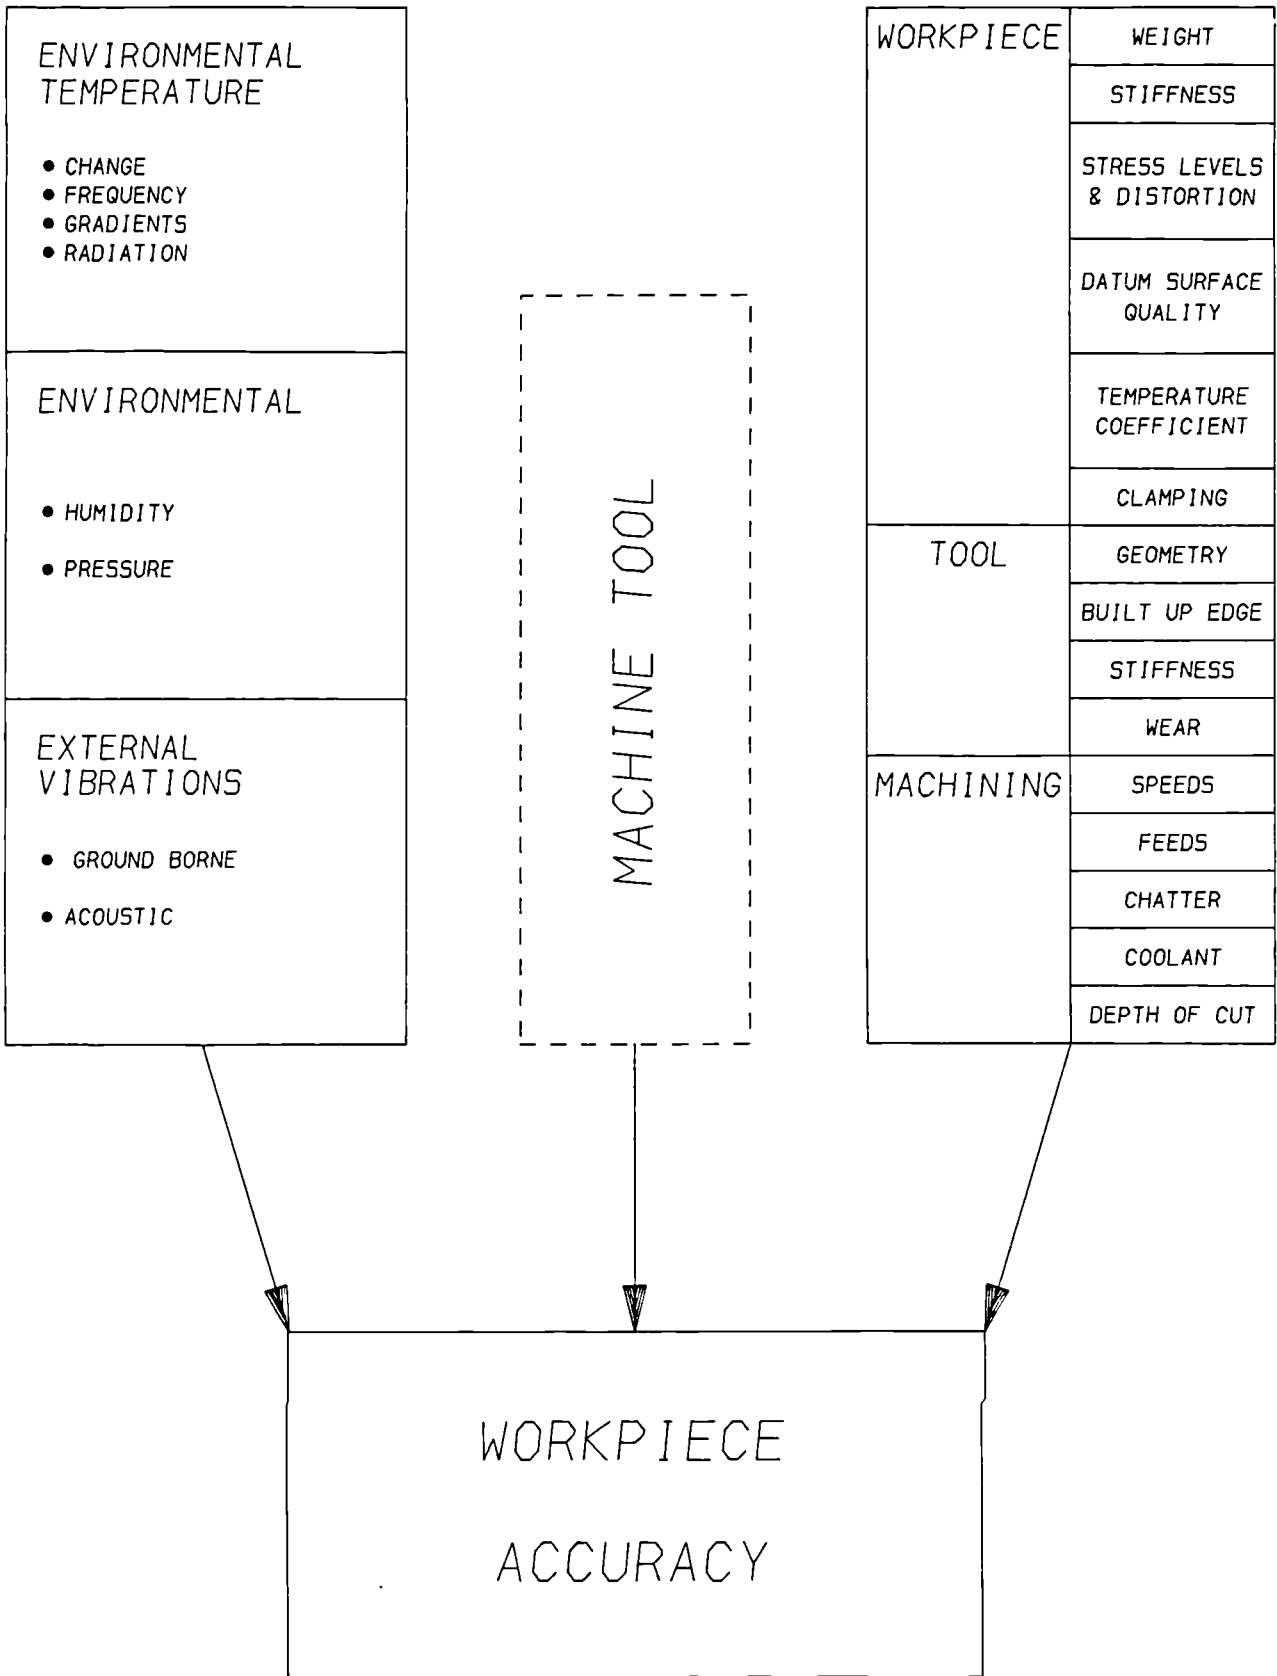 ENVIRONMENTAL
TEMPERATURE
• CHANGE
• FREQUENCY
• GRADIENTS
• RADIATION
ENVIRONMENTAL
• HUMIDITY
• PRESSURE
EXTERNAL
VIBRATIONS
• GROUND BORNE
• ACOUSTIC
MACHINE TOOL
WORKPIECE
WEIGHT
STIFFNESS
STRESS LEVELS
& DISTORTION
DATUM SURFACE
QUALITY
TEMPERATURE
COEFFICIENT
CLAMPING
TOOL
GEOMETRY
BUILT UP EDGE
STIFFNESS
WEAR
MACHINING
SPEEDS
FEEDS
CHATTER
COOLANT
DEPTH OF CUT
WORKPIECE
ACCURACY